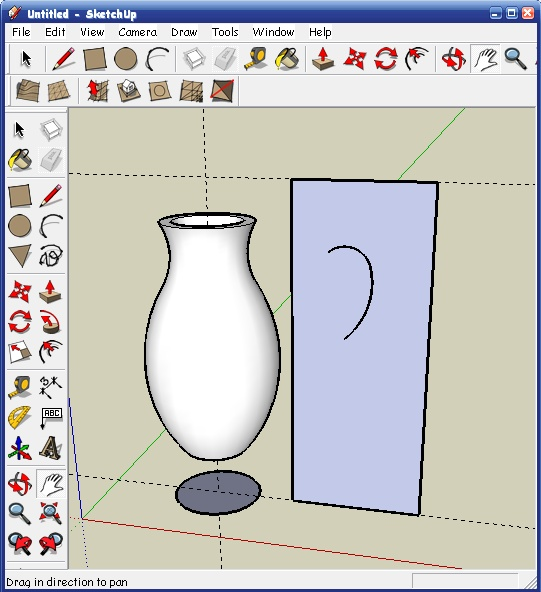 Untitled - SketchUp
File Edit View Camera Draw Tools Window Help
ABC
A
Drag in direction to pan